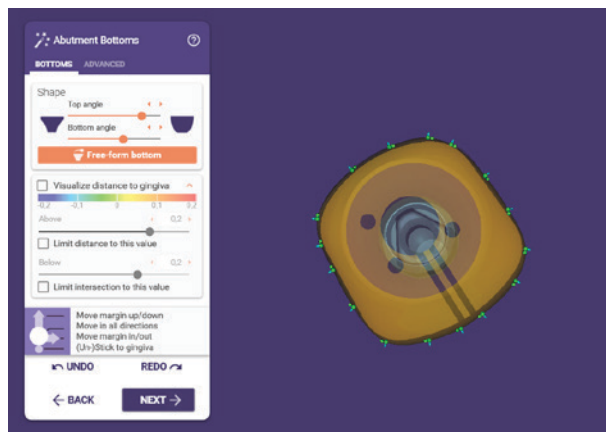 Abutment Bottoms
BOTTOMS ADVANCED
Shape
Top angle
Bottom angle
Free-form bottom
Visualize distance to gingiva
-0,2 -0,1 0 0,1 0,2
Above 0,2
Limit distance to this value
Below 0,2
Limit intersection to this value
Move margin up/down
Move in all directions
Move margin in/out
(Un-)Stick to gingiva
UNDO REDO
BACK NEXT